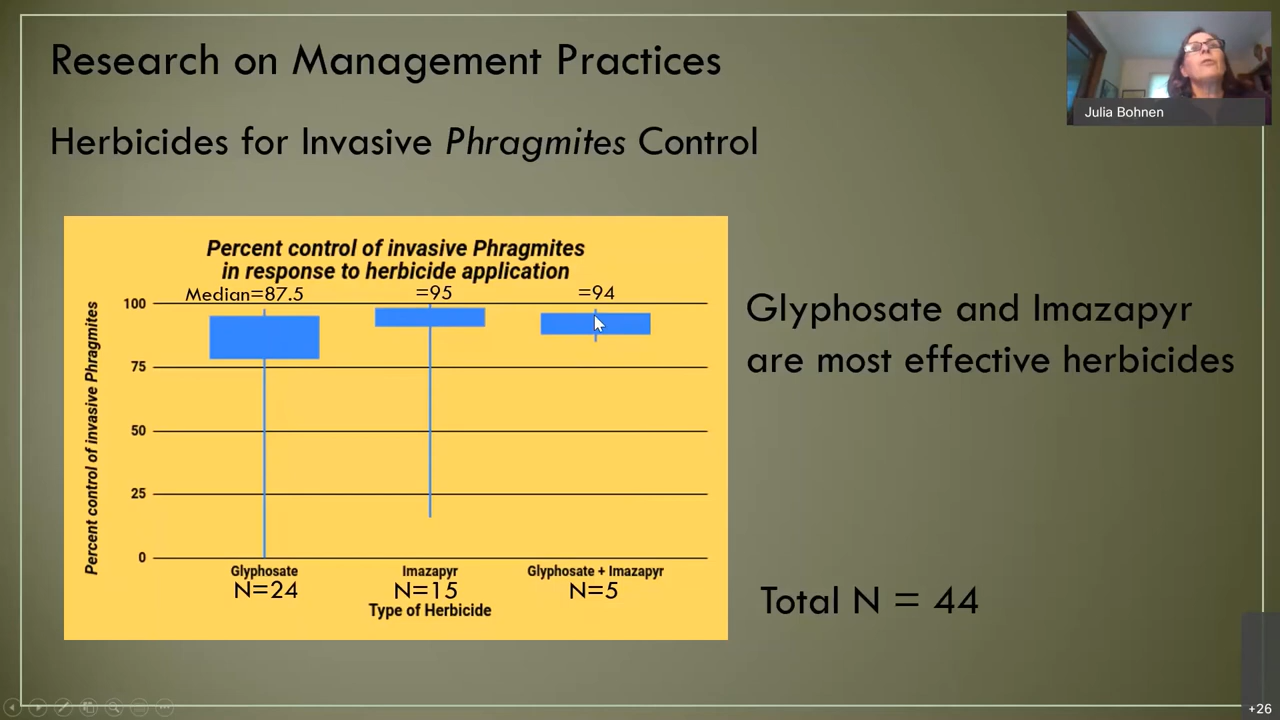 Research on Management Practices
Julia Bohnen
Herbicides for Invasive Phragmites Control
Percent control of invasive Phragmites
in response to herbicide application
Median=87.5 =95 =94
Percent control of invasive Phragmites
100
75
50
25
0
Glyphosate Imazapyr Glyphosate + Imazapyr
N=24 N=15 N=5
Type of Herbicide
Glyphosate and Imazapyr
are most effective herbicides
Total N = 44
+26